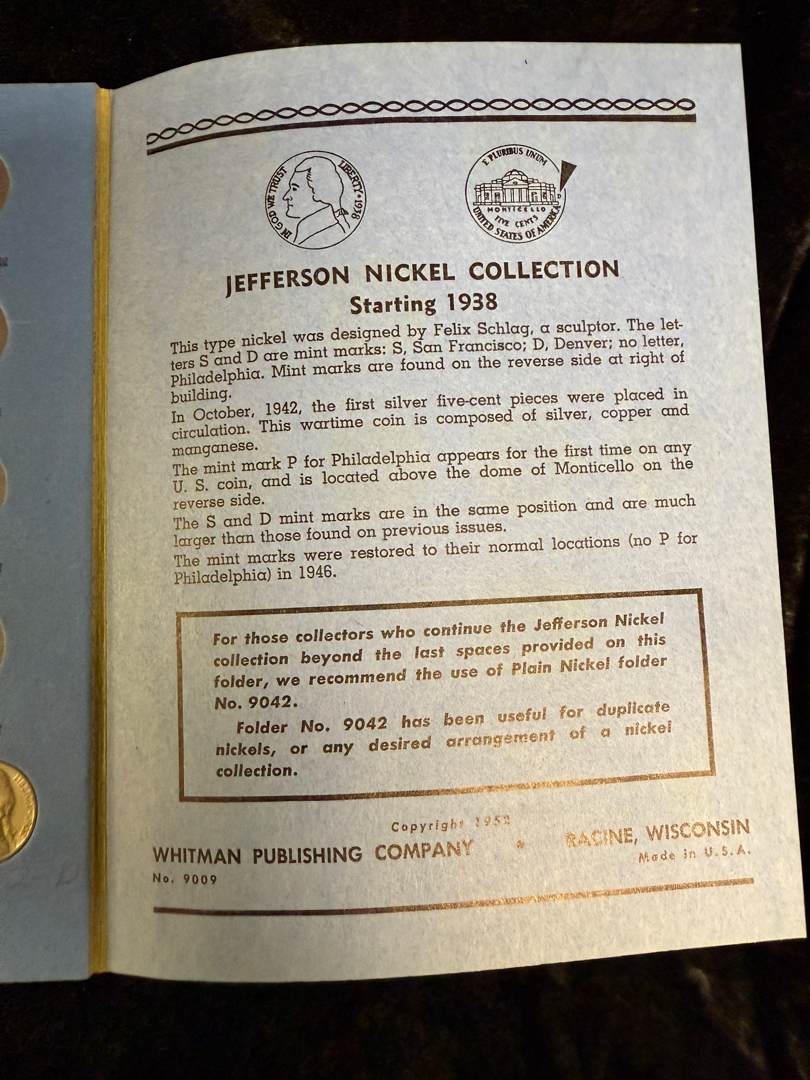 IN GOD WE TRUST LIBERTY • 1938
E PLURIBUS UNUM
MONTICELLO
FIVE CENTS
UNITED STATES OF AMERICA
D
JEFFERSON NICKEL COLLECTION
Starting 1938
This type nickel was designed by Felix Schlag, a sculptor. The let-
ters S and D are mint marks: S, San Francisco; D, Denver; no letter,
Philadelphia. Mint marks are found on the reverse side at right of
building.
In October, 1942, the first silver five-cent pieces were placed in
circulation. This wartime coin is composed of silver, copper and
manganese.
The mint mark P for Philadelphia appears for the first time on any
U. S. coin, and is located above the dome of Monticello on the
reverse side.
The S and D mint marks are in the same position and are much
larger than those found on previous issues.
The mint marks were restored to their normal locations (no P for
Philadelphia) in 1946.
For those collectors who continue the Jefferson Nickel
collection beyond the last spaces provided on this
folder, we recommend the use of Plain Nickel folder
No. 9042.
Folder No. 9042 has been useful for duplicate
nickels, or any desired arrangement of a nickel
collection.
Copyright 1952
WHITMAN PUBLISHING COMPANY • RACINE, WISCONSIN
No. 9009 Made in U.S.A.